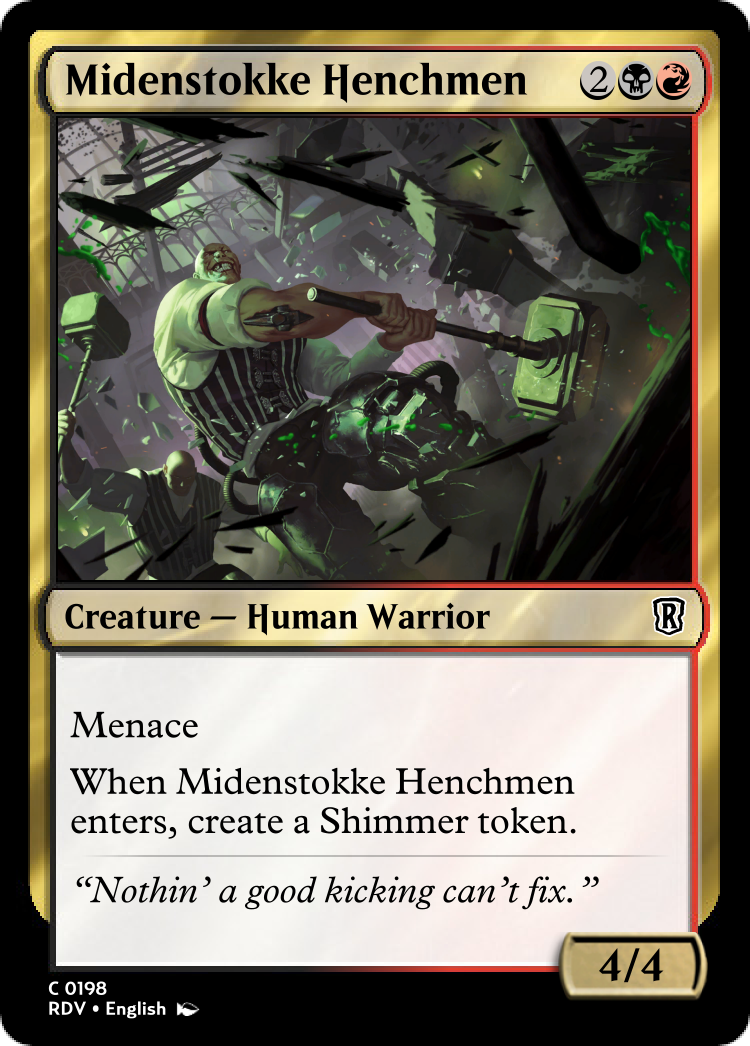 Midenstokke Henchmen 2
Creature — Human Warrior R
Menace
When Midenstokke Henchmen
enters, create a Shimmer token.
“Nothin’ a good kicking can’t fix.”
4/4
C 0198
RDV • English